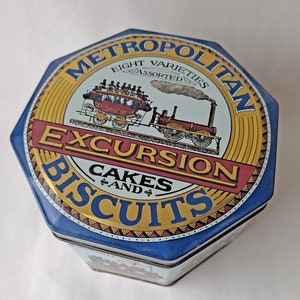 METROPOLITAN
EIGHT VARIETIES
ASSORTED
EXCURSION
CAKES
AND
BISCUITS